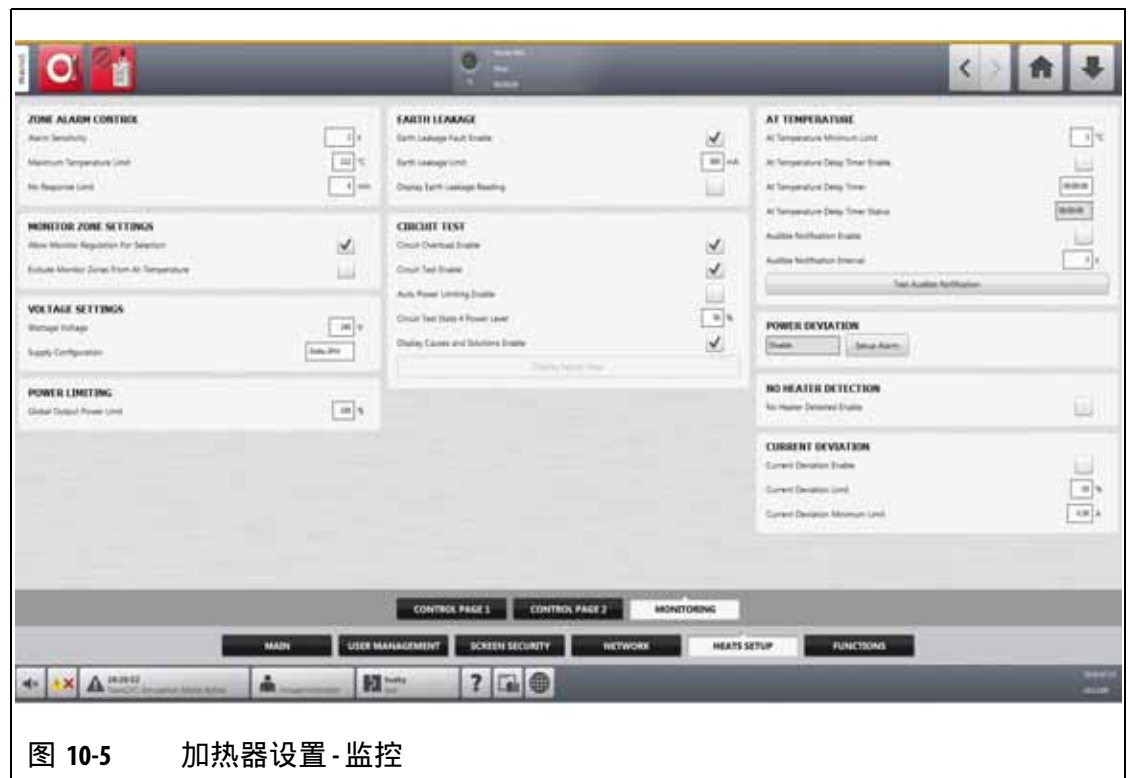 ZONE ALARM CONTROL
Alarm Sensitivity
Maximum Temperature Limit °C
No Response Limit min
MONITOR ZONE SETTINGS
Allow Monitor Regulation For Selection
Exclude Monitor Zones From At Temperature
VOLTAGE SETTINGS
Wattage Voltage V
Supply Configuration
POWER LIMITING
Global Output Power Limit %
EARTH LEAKAGE
Earth Leakage Fault Enable
Earth Leakage Limit mA
Display Earth Leakage Reading
CIRCUIT TEST
Circuit Overload Enable
Circuit Test Enable
Auto Power Limiting Enable
Circuit Test State 4 Power Level %
Display Causes and Solutions Enable
AT TEMPERATURE
At Temperature Minimum Limit °C
At Temperature Delay Timer Enable
At Temperature Delay Timer
At Temperature Delay Timer Status
Audible Notification Enable
Audible Notification Interval
Test Audible Notification
POWER DEVIATION
Disable Setup Alarm
NO HEATER DETECTION
No Heater Detected Enable
CURRENT DEVIATION
Current Deviation Enable
Current Deviation Limit %
Current Deviation Minimum Limit A
CONTROL PAGE 1 CONTROL PAGE 2 MONITORING
MAIN USER MANAGEMENT SCREEN SECURITY NETWORK HEATS SETUP FUNCTIONS
图 10-5 加热器设置 - 监控